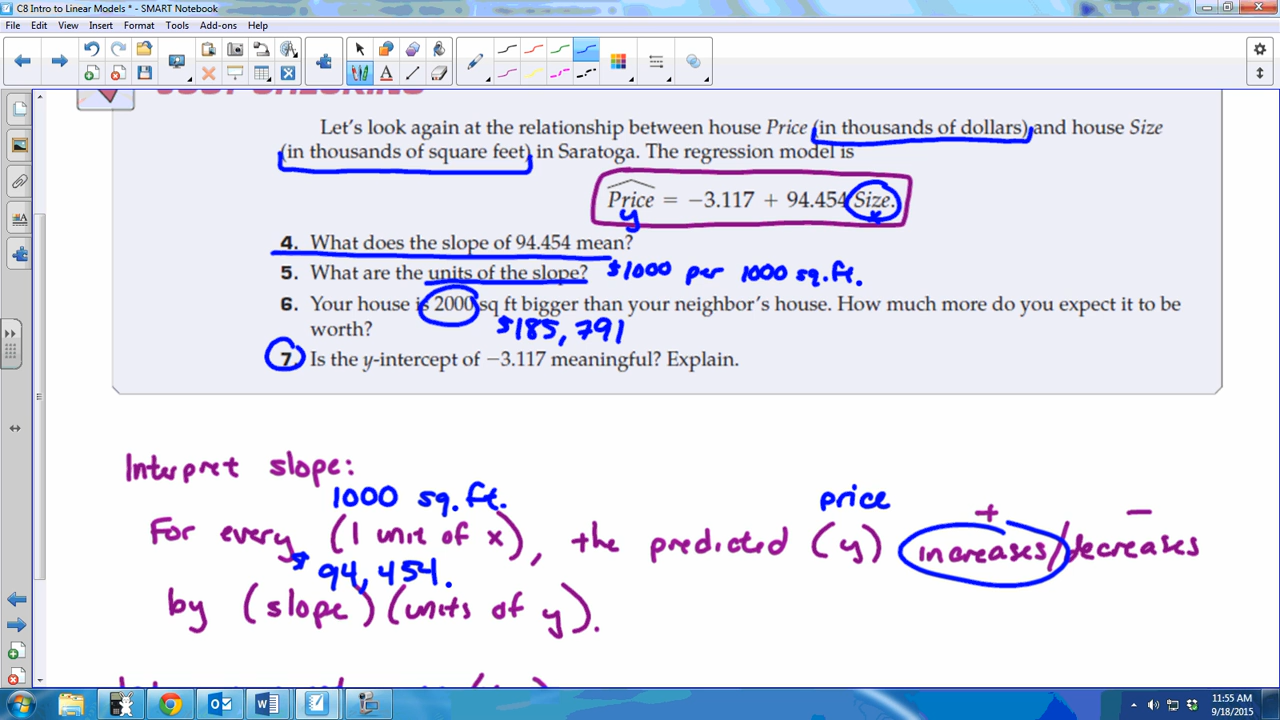 C8 Intro to Linear Models * - SMART Notebook
File Edit View Insert Format Tools Add-ons Help
JUST CHECKING
Let's look again at the relationship between house Price (in thousands of dollars) and house Size
(in thousands of square feet) in Saratoga. The regression model is
Price = −3.117 + 94.454 Size.
y x
4. What does the slope of 94.454 mean?
5. What are the units of the slope? $1000 per 1000 sq.ft.
6. Your house is 2000 sq ft bigger than your neighbor's house. How much more do you expect it to be
worth? $185,791
7. Is the y-intercept of −3.117 meaningful? Explain.
Interpret slope:
1000 sq.ft. price + −
For every (1 unit of x), the predicted (y) increases/decreases
$94,454.
by (slope) (units of y).
11:55 AM
9/18/2015